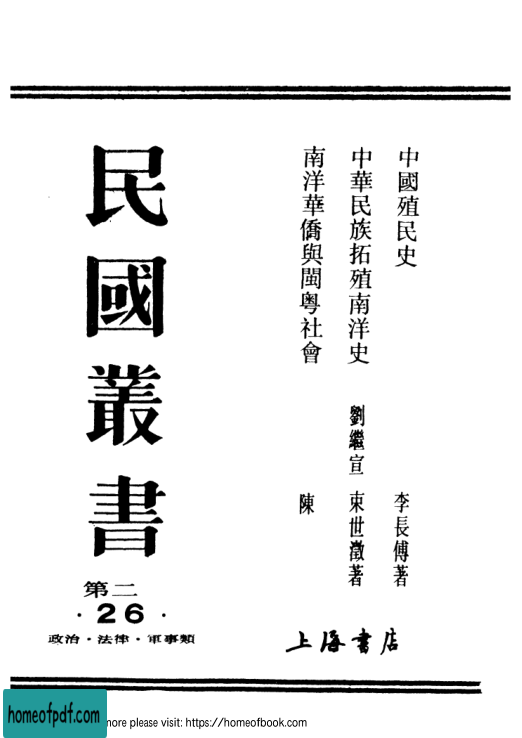 中國殖民史 李長傅著
中華民族拓殖南洋史 劉繼宣 束世澂著
南洋華僑與閩粵社會 陳
民國叢書
第二
·26·
政治·法律·軍事類
上海書店
homeofpdf.com
more please visit: https://homeofbook.com